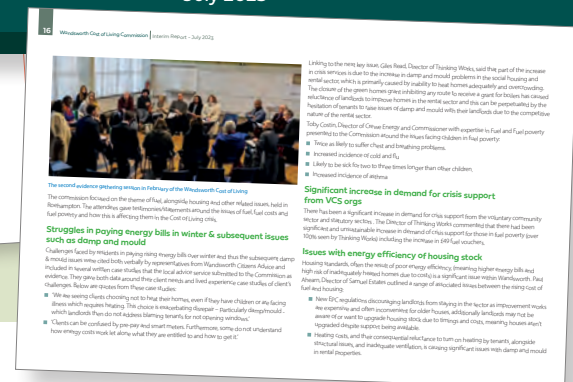 July 2023
16
Wandsworth Cost of Living Commission | Interim Report – July 2023
The second evidence gathering session in February of the Wandsworth Cost of Living
The commission focused on the theme of fuel, alongside housing and other related issues, held in
Roehampton. The attendees gave testimonies/statements around the issues of fuel, fuel costs and
fuel poverty and how this is affecting them in the Cost of Living crisis.
Struggles in paying energy bills in winter & subsequent issues
such as damp and mould
Challenges faced by residents in paying rising energy bills over winter and thus the subsequent damp
& mould issues were cited both verbally by representatives from Wandsworth Citizens Advice and
included in several written case studies that the local advice service submitted to the Commission as
evidence. They gave both data around their client needs and lived experience case studies of client's
challenges. Below are quotes from these case studies:
'We are seeing clients choosing not to heat their homes, even if they have children or are facing
illness which requires heating. This choice is exacerbating disrepair – particularly damp/mould –
which landlords then do not address blaming tenants for not opening windows.'
'Clients can be confused by pre-pay and smart meters. Furthermore, some do not understand
how energy costs work let alone what they are entitled to and how to get it.'
Linking to the next key issue, Giles Read, Director of Thinking Works, said that part of the increase
in crisis services is due to the increase in damp and mould problems in the social housing and
rental sector, which is primarily caused by inability to heat homes adequately and overcrowding.
The closure of the green homes grant inhibiting any route to receive a grant for boilers has caused
reluctance of landlords to improve homes in the rental sector and this can be perpetuated by the
hesitation of tenants to raise issues of damp and mould with their landlords due to the competitive
nature of the rental sector.
Toby Costin, Director of Cense Energy and Commissioner with expertise in Fuel and Fuel poverty
presented to the Commission around the issues facing children in fuel poverty:
Twice as likely to suffer chest and breathing problems.
Increased incidence of cold and flu
Likely to be sick for two to three times longer than other children.
Increased incidence of asthma
Significant increase in demand for crisis support
from VCS orgs
There has been a significant increase in demand for crisis support from the voluntary community
sector and statutory sectors. The Director of Thinking Works commented that there had been
significant and unsustainable increase in demand of crisis support for those in fuel poverty (over
100% seen by Thinking Works) including the increase in £49 fuel vouchers.
Issues with energy efficiency of housing stock
Housing standards, often the result of poor energy efficiency, (meaning higher energy bills and
high risk of inadequately heated homes due to costs) is a significant issue within Wandsworth. Paul
Ahearn, Director of Samuel Estates outlined a range of associated issues between the rising cost of
fuel and housing:
New EPC regulations discouraging landlords from staying in the sector as improvement works
are expensive and often inconvenient for older houses, additionally landlords may not be
aware of or want to upgrade housing stock due to timings and costs, meaning houses aren't
upgraded despite support being available.
Heating costs, and their consequential reluctance to turn on heating by tenants, alongside
structural issues, and inadequate ventilation, is causing significant issues with damp and mould
in rental properties.